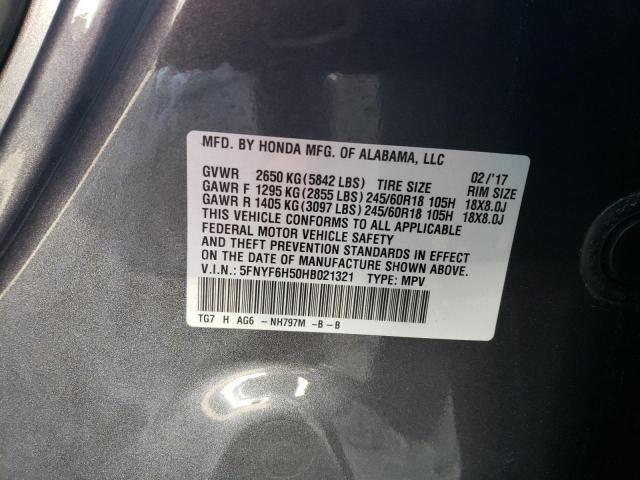 MFD. BY HONDA MFG. OF ALABAMA, LLC
GVWR 2650 KG (5842 LBS) TIRE SIZE 02/'17 RIM SIZE
GAWR F 1295 KG (2855 LBS) 245/60R18 105H 18X8.0J
GAWR R 1405 KG (3097 LBS) 245/60R18 105H 18X8.0J
THIS VEHICLE CONFORMS TO ALL APPLICABLE
FEDERAL MOTOR VEHICLE SAFETY
AND THEFT PREVENTION STANDARDS IN EFFECT
ON THE DATE OF MANUFACTURE SHOWN ABOVE.
V.I.N.: 5FNYF6H50HB021321 TYPE: MPV
TG7 H AG6 -NH797M -B-B